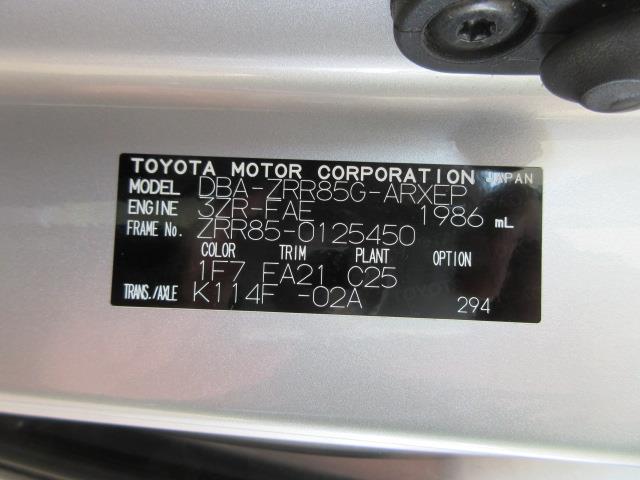 TOYOTA MOTOR CORPORATION JAPAN
MODEL DBA-ZRR85G-ARXEP
ENGINE 3ZR-FAE 1986 mL
FRAME No. ZRR85-0125450
COLOR TRIM PLANT OPTION
1F7 FA21 C25
TRANS./AXLE K114F -02A 294
TOYOTA